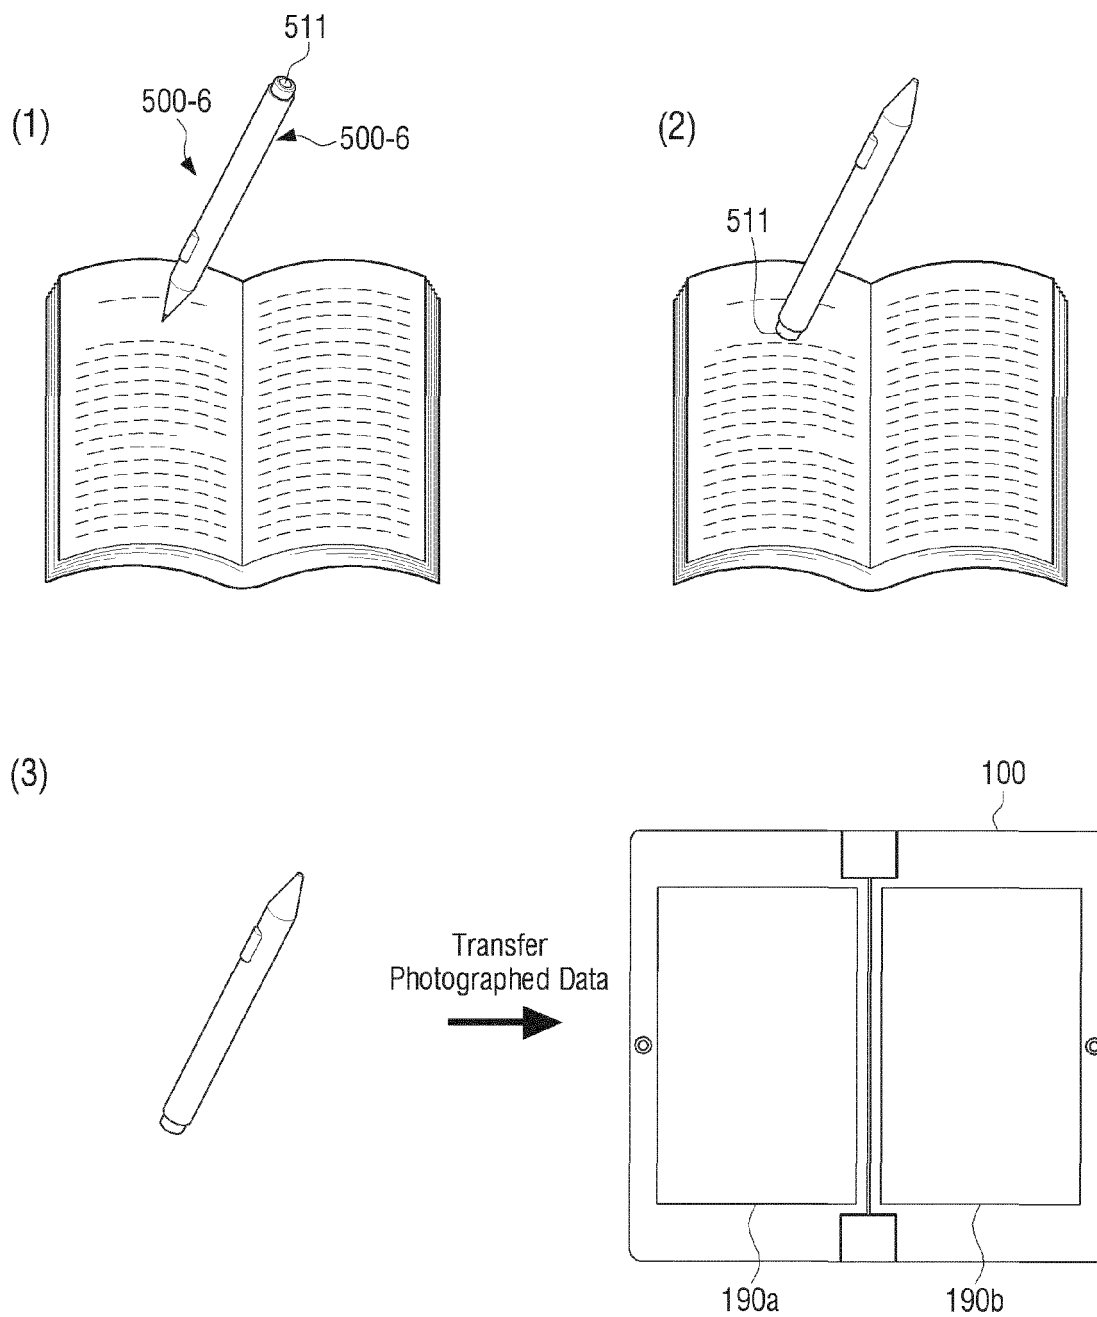 511
500-6
(1)
500-6
(2)
511
(3)
100
Transfer
Photographed Data
190a
190b